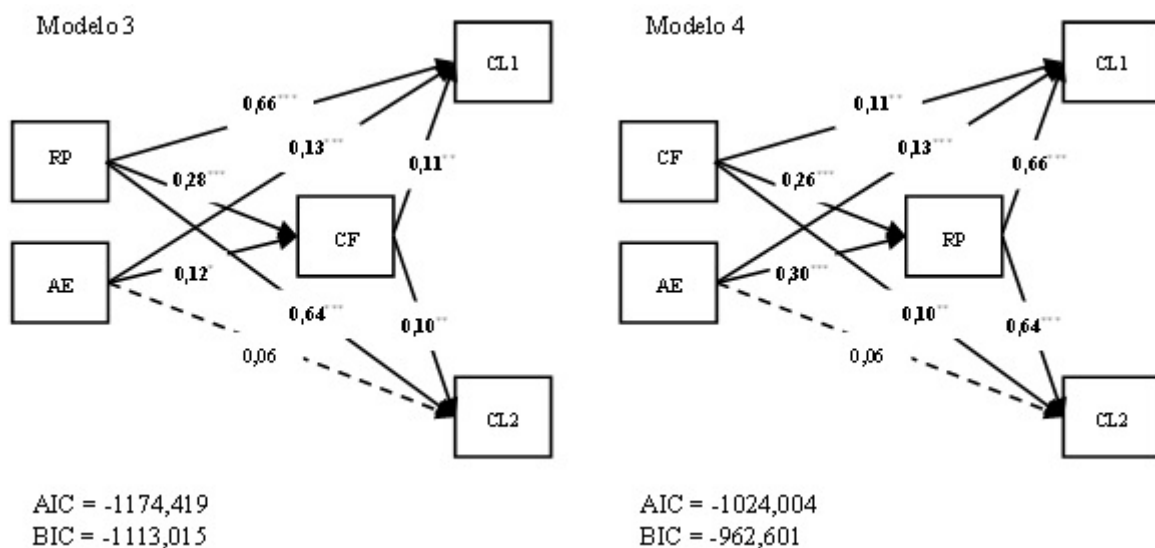 Modelo 3
CL1
0,66***
RP
0,13***
0,11**
0,28***
CF
AE
0,12*
0,64***
0,10**
0,06
CL2
AIC = -1174,419
BIC = -1113,015
Modelo 4
CL1
0,11**
CF
0,13***
0,66***
0,26***
RP
AE
0,30***
0,10**
0,64***
0,06
CL2
AIC = -1024,004
BIC = -962,601